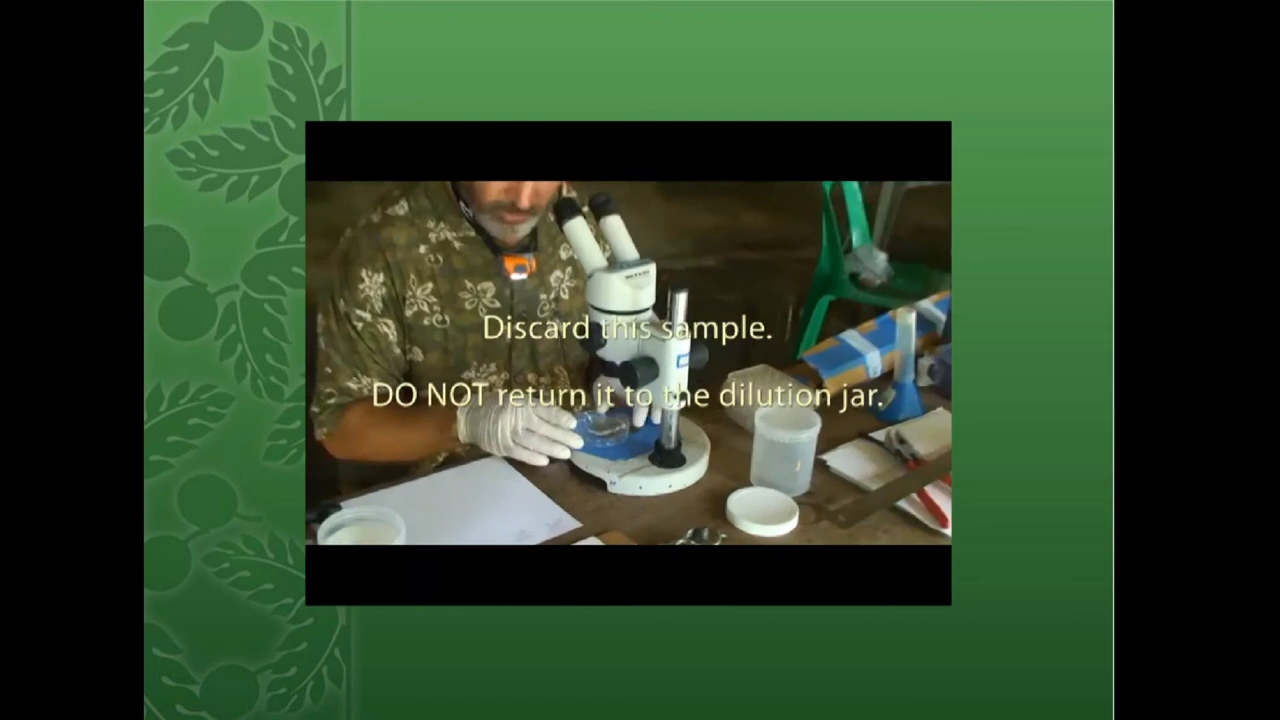 Discard this sample.
DO NOT return it to the dilution jar.